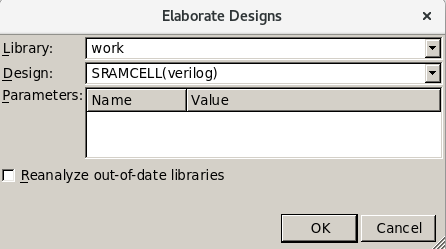 Elaborate Designs
Library: work
Design: SRAMCELL(verilog)
Parameters: Name Value
Reanalyze out-of-date libraries
OK Cancel